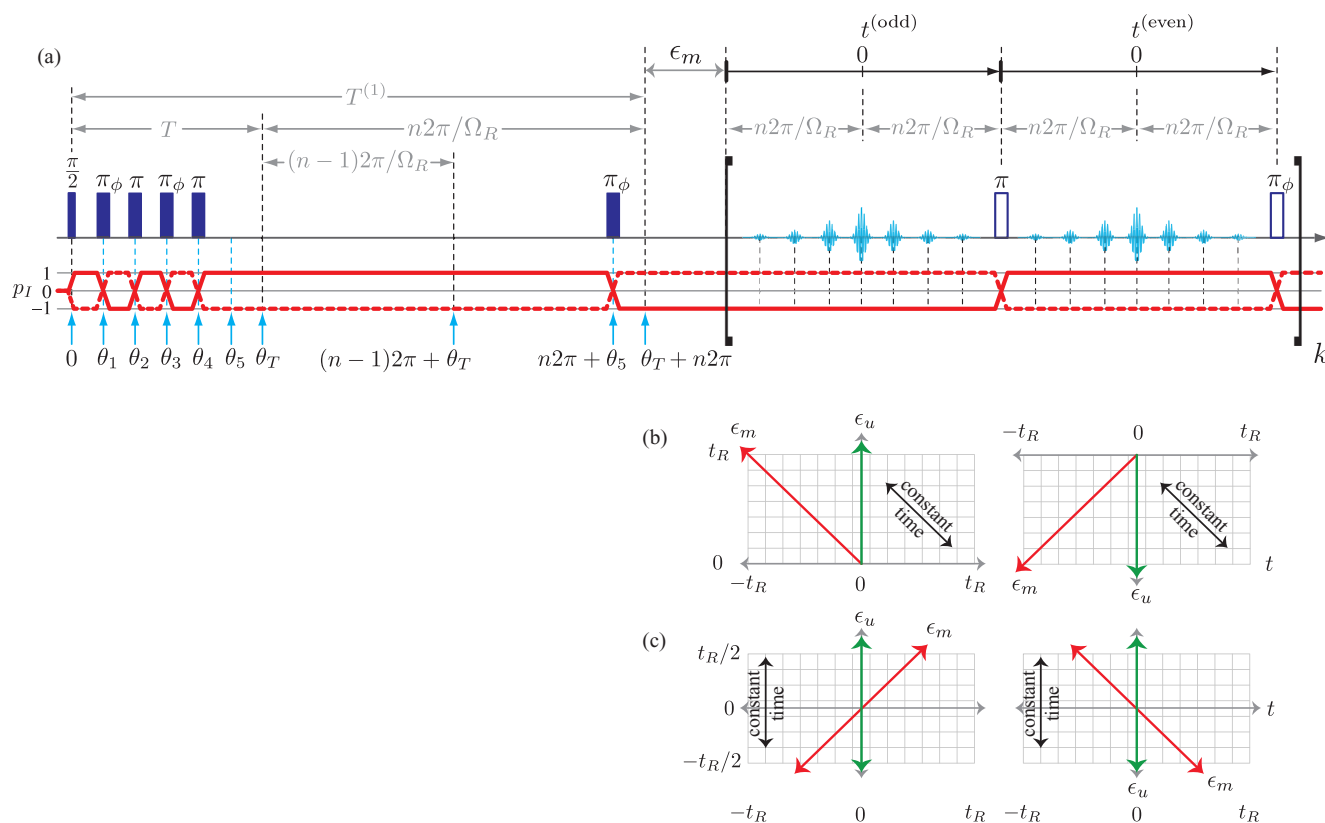 t^(odd) t^(even)
(a) ϵ_m 0 0
T^(1)
T n2π/Ω_R n2π/Ω_R n2π/Ω_R n2π/Ω_R n2π/Ω_R
(n − 1)2π/Ω_R
π/2 π_ϕ π π_ϕ π π_ϕ π π_ϕ
1
p_I 0
−1
0 θ_1 θ_2 θ_3 θ_4 θ_5 θ_T (n − 1)2π + θ_T n2π + θ_5 θ_T + n2π k
(b) ϵ_m ϵ_u −t_R 0 t_R
t_R
constant time constant time
0 t
−t_R 0 t_R ϵ_m ϵ_u
(c) ϵ_u ϵ_m
t_R/2
constant time constant time
0 t
−t_R/2
ϵ_u ϵ_m
−t_R 0 t_R −t_R 0 t_R